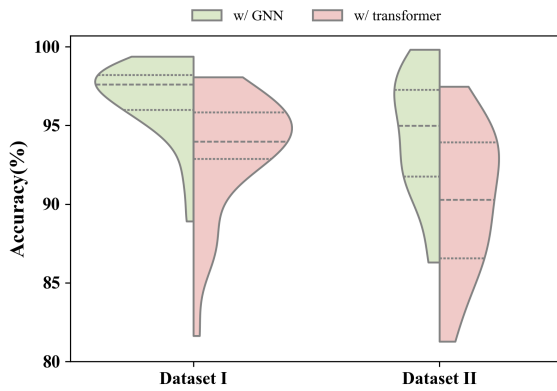 w/ GNN w/ transformer
100
95
90
85
80
Accuracy(%)
Dataset I Dataset II